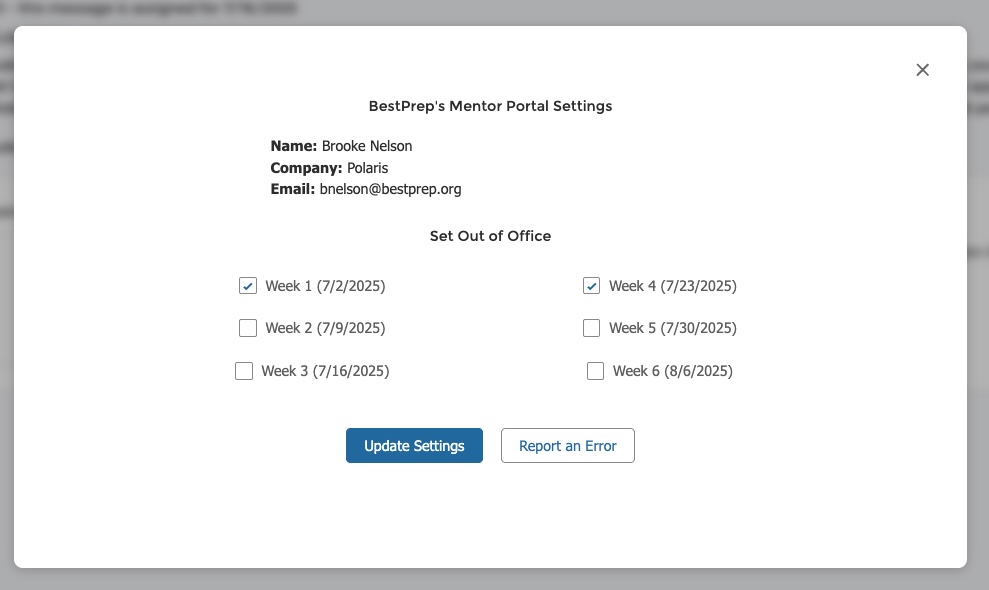 BestPrep's Mentor Portal Settings
Name: Brooke Nelson
Company: Polaris
Email: bnelson@bestprep.org
Set Out of Office
Week 1 (7/2/2025)
Week 4 (7/23/2025)
Week 2 (7/9/2025)
Week 5 (7/30/2025)
Week 3 (7/16/2025)
Week 6 (8/6/2025)
Update Settings
Report an Error